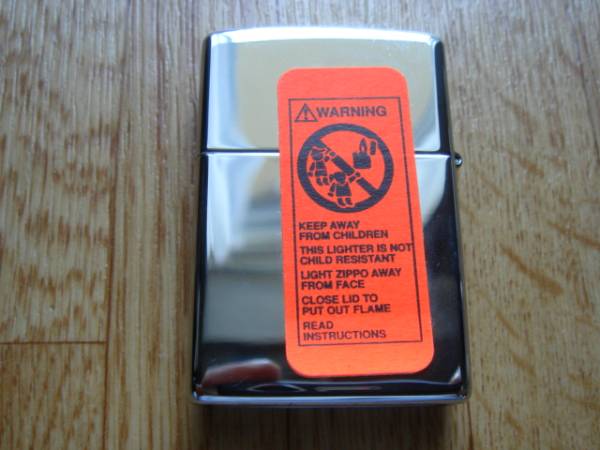 WARNING
KEEP AWAY
FROM CHILDREN
THIS LIGHTER IS NOT
CHILD RESISTANT
LIGHT ZIPPO AWAY
FROM FACE
CLOSE LID TO
PUT OUT FLAME
READ
INSTRUCTIONS